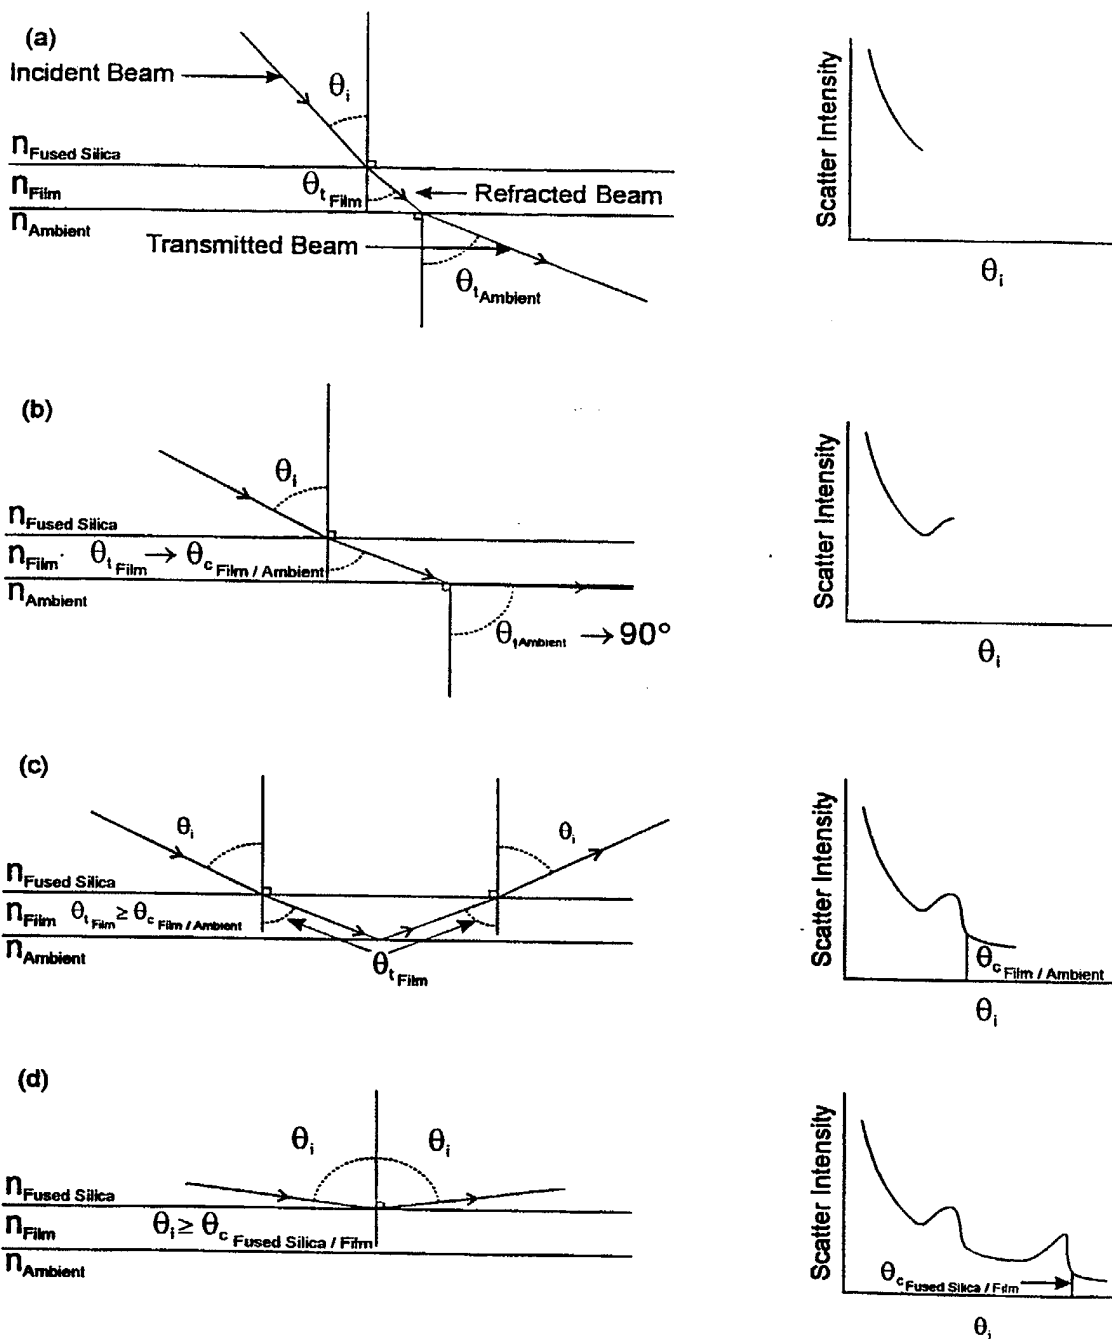 (a)
Incident Beam
θi
nFused Silica
nFilm
θtFilm
Refracted Beam
nAmbient
Transmitted Beam
θtAmbient
Scatter Intensity
θi
(b)
θi
nFused Silica
nFilm θtFilm → θcFilm / Ambient
nAmbient
θtAmbient → 90°
Scatter Intensity
θi
(c)
θi
θi
nFused Silica
nFilm θtFilm ≥ θcFilm / Ambient
nAmbient
θtFilm
Scatter Intensity
θcFilm / Ambient
θi
(d)
θi θi
nFused Silica
nFilm θi ≥ θcFused Silica / Film
nAmbient
Scatter Intensity
θcFused Silica / Film
θi